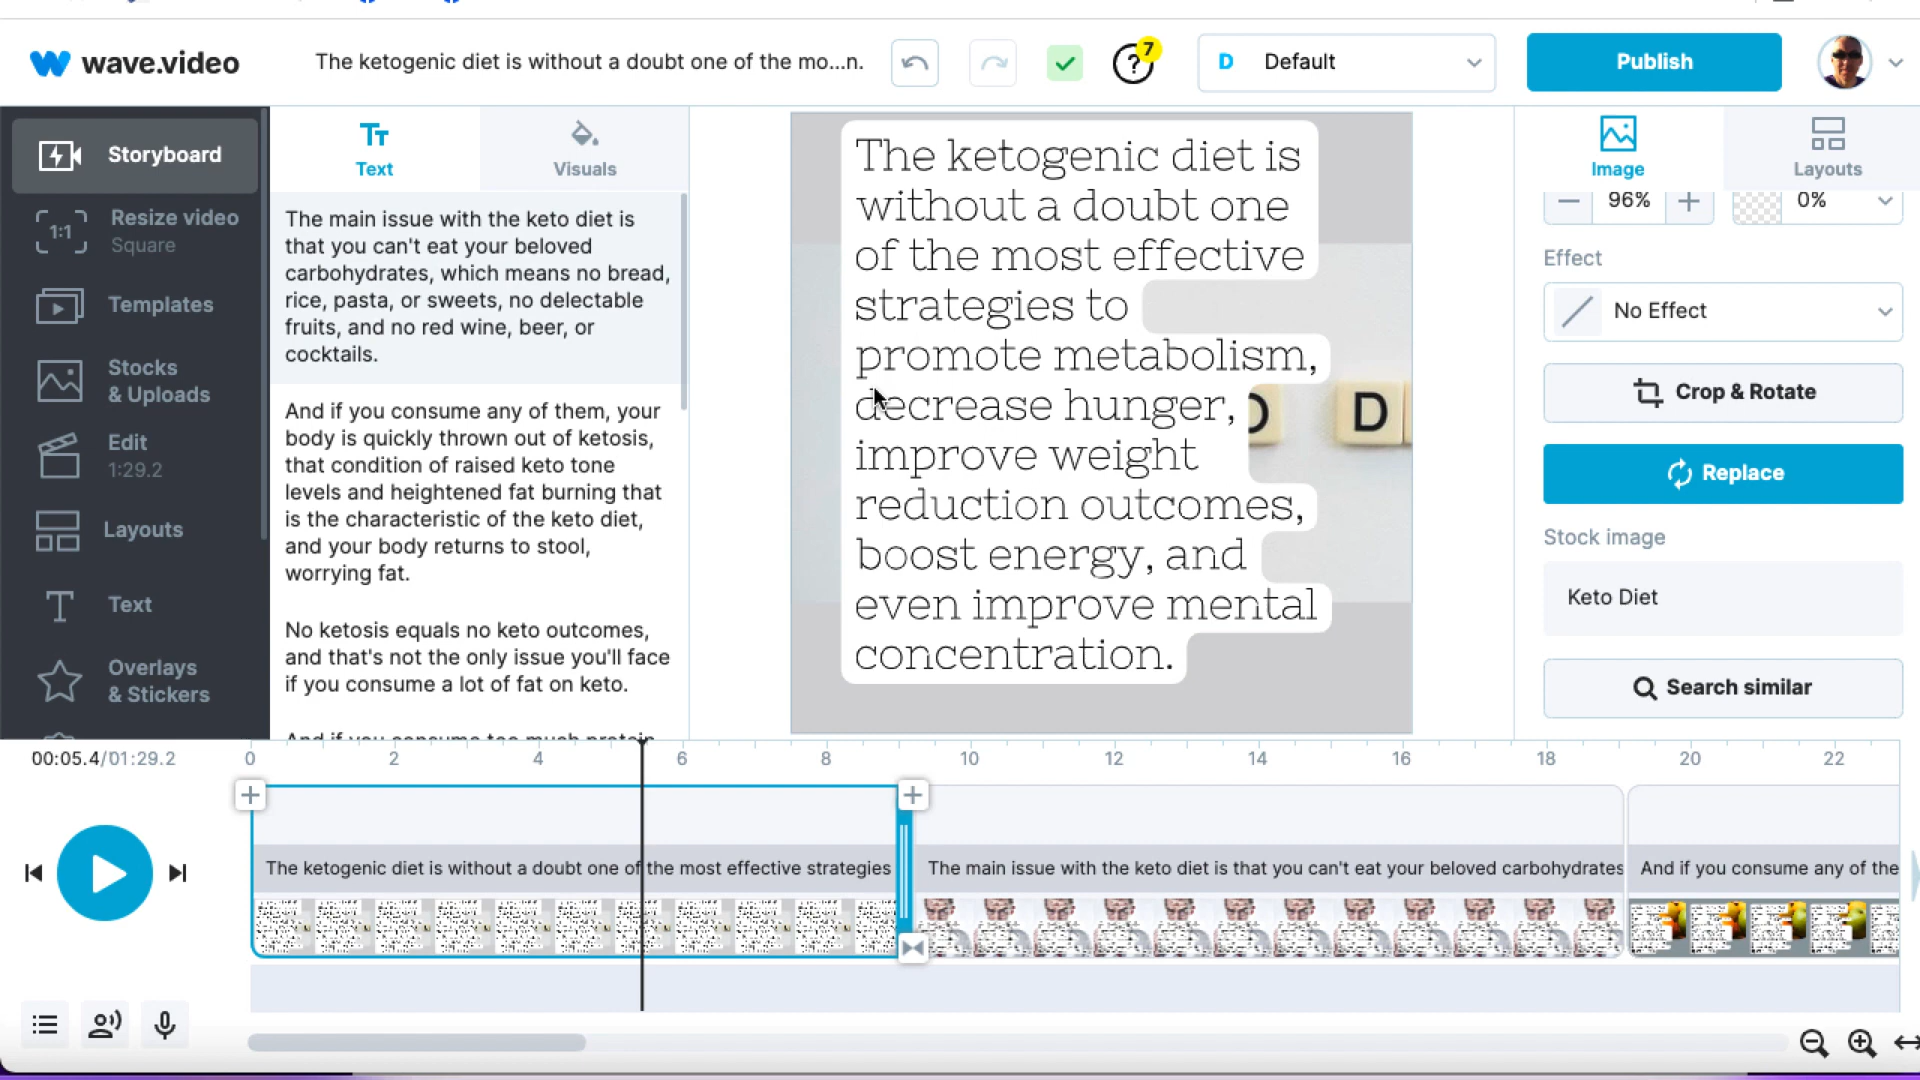 wave.video
The ketogenic diet is without a doubt one of the mo...n.
7
D Default
Publish
Storyboard
Resize video
Square
1:1
Templates
Stocks
& Uploads
Edit
1:29.2
Layouts
Text
Overlays
& Stickers
Text
Visuals
The main issue with the keto diet is
that you can't eat your beloved
carbohydrates, which means no bread,
rice, pasta, or sweets, no delectable
fruits, and no red wine, beer, or
cocktails.
And if you consume any of them, your
body is quickly thrown out of ketosis,
that condition of raised keto tone
levels and heightened fat burning that
is the characteristic of the keto diet,
and your body returns to stool,
worrying fat.
No ketosis equals no keto outcomes,
and that's not the only issue you'll face
if you consume a lot of fat on keto.
And if you consume too much protein
The ketogenic diet is
without a doubt one
of the most effective
strategies to
promote metabolism,
decrease hunger,
improve weight
reduction outcomes,
boost energy, and
even improve mental
concentration.
D
Image
Layouts
96%
0%
Effect
No Effect
Crop & Rotate
Replace
Stock image
Keto Diet
Search similar
00:05.4/01:29.2
0 2 4 6 8 10 12 14 16 18 20 22
The ketogenic diet is without a doubt one of the most effective strategies
The main issue with the keto diet is that you can't eat your beloved carbohydrates
And if you consume any of the